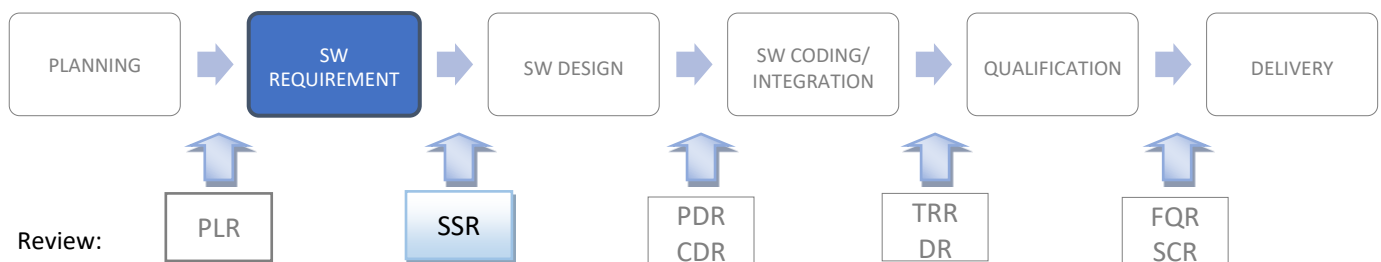 PLANNING
SW
REQUIREMENT
SW DESIGN
SW CODING/
INTEGRATION
QUALIFICATION
DELIVERY
Review:
PLR
SSR
PDR
CDR
TRR
DR
FQR
SCR